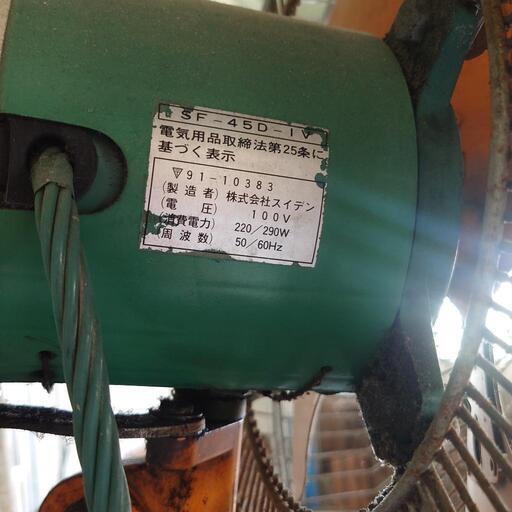 SF-45D-1V
電気用品取締法第25条に
基づく表示
▽91-10383
(製造者) 株式会社スイデン
(電圧) 100V
(消費電力) 220/290W
(周波数) 50/60Hz